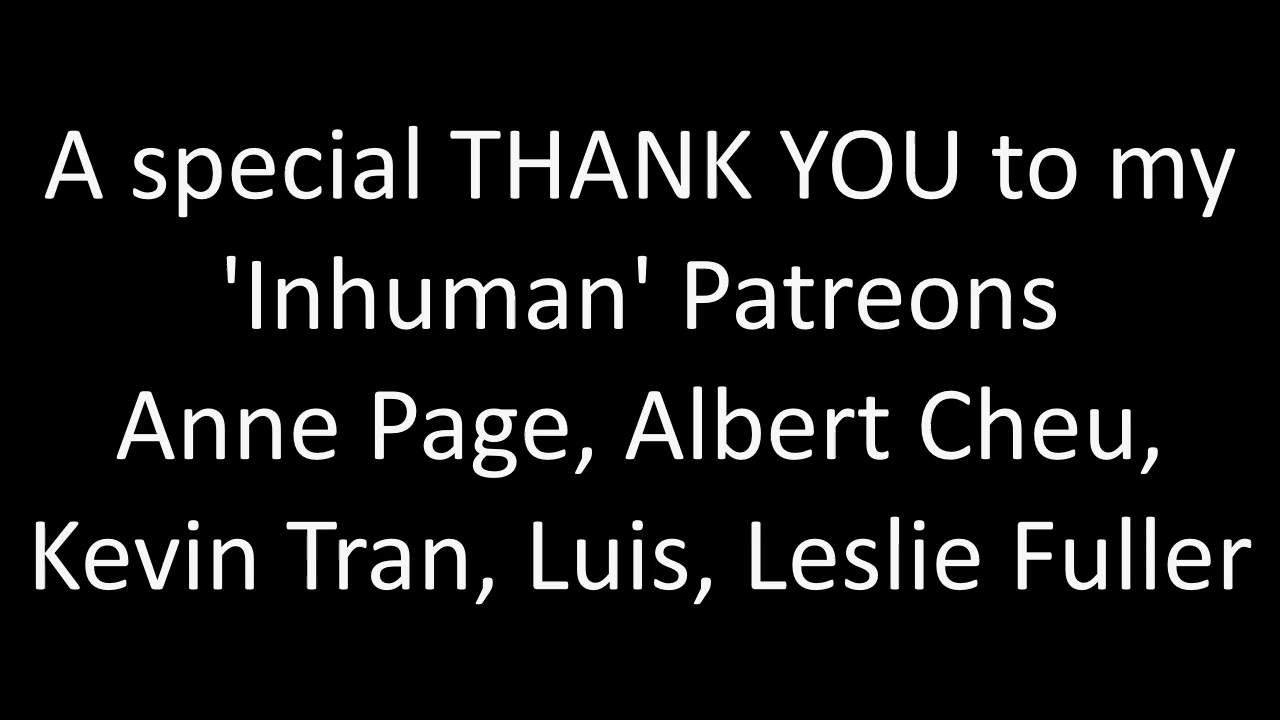 A special THANK YOU to my
'Inhuman' Patreons
Anne Page, Albert Cheu,
Kevin Tran, Luis, Leslie Fuller